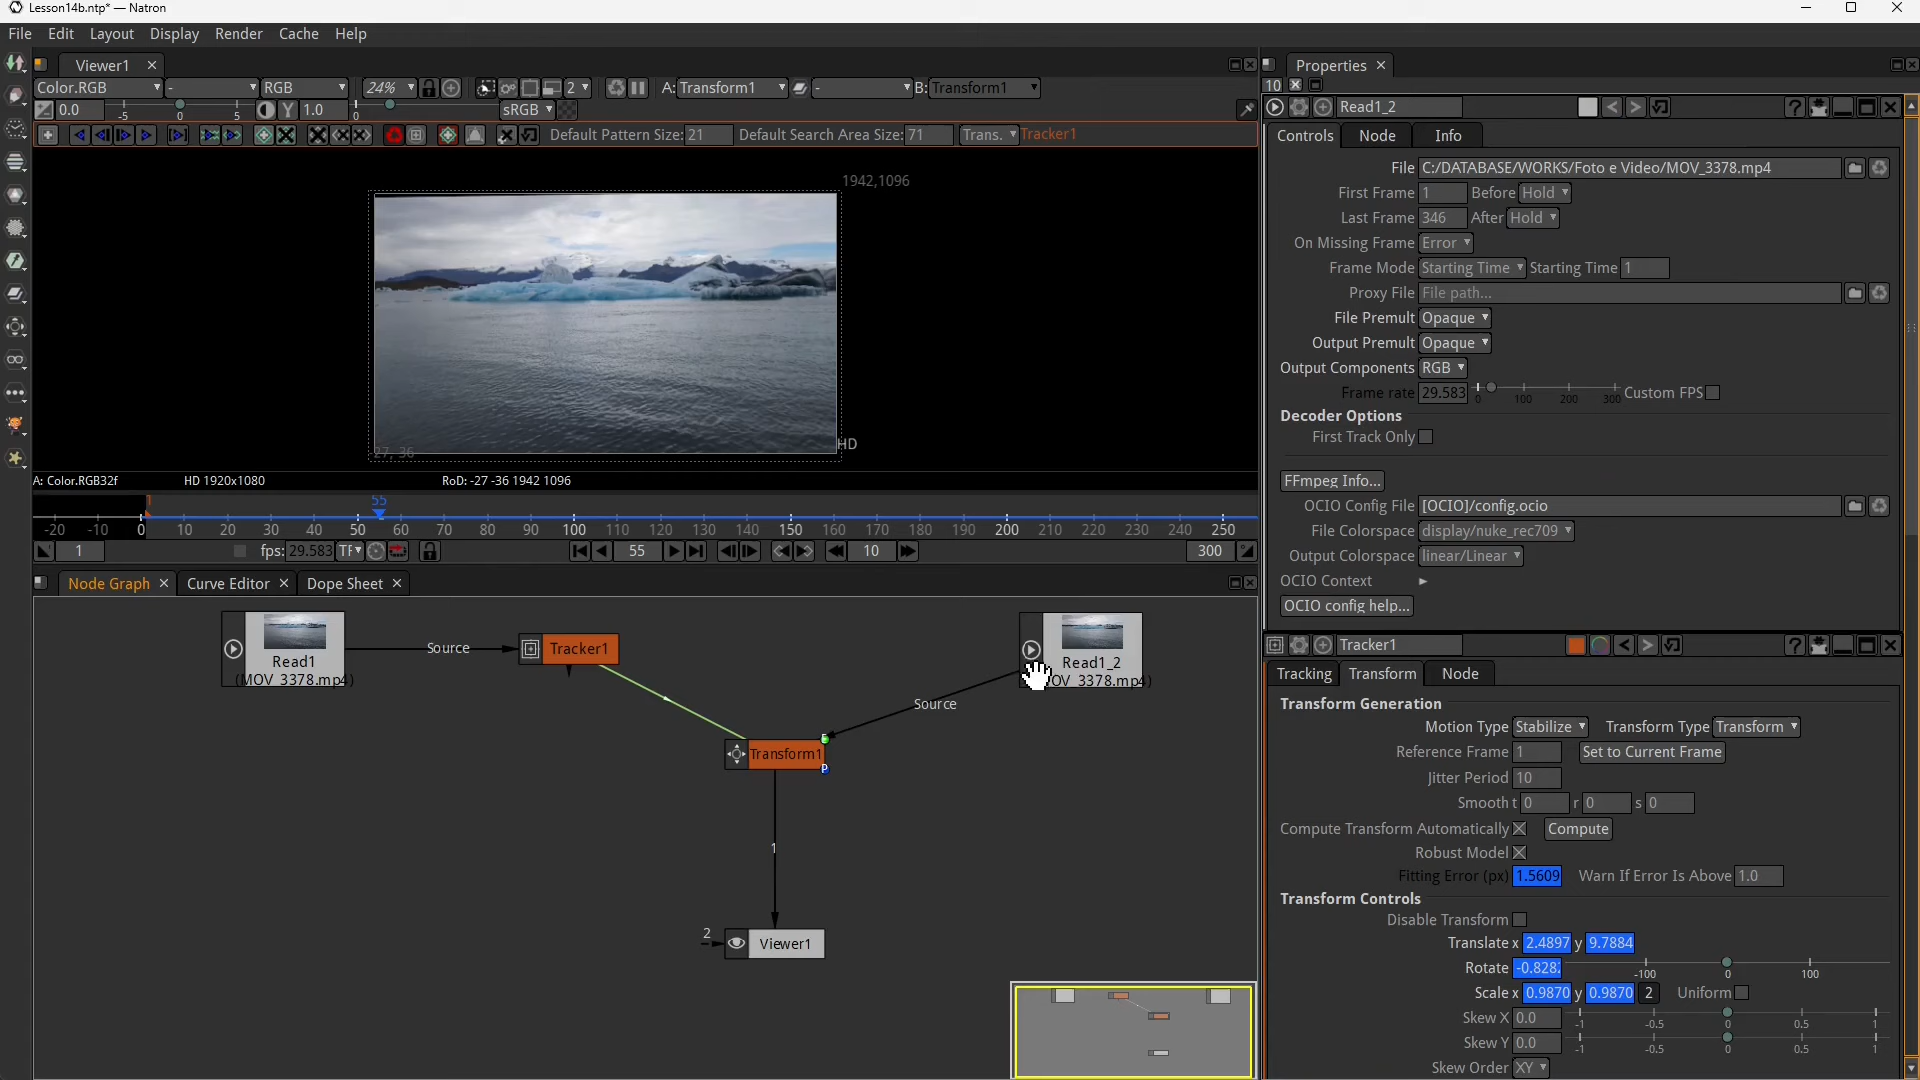 Lesson14b.ntp* — Natron
File Edit Layout Display Render Cache Help
Viewer1
Color.RGB - RGB 24% 2 A: Transform1 - B: Transform1
0.0 -5 0 5 Y 1.0 0 sRGB
Default Pattern Size: 21 Default Search Area Size: 71 Trans. Tracker1
1942,1096
HD
-27,-36
A: Color.RGB32f HD 1920x1080 RoD: -27 -36 1942 1096
1 55
-20 -10 0 10 20 30 40 50 60 70 80 90 100 110 120 130 140 150 160 170 180 190 200 210 220 230 240 250
1 fps: 29.583 TF 55 10 300
Node Graph Curve Editor Dope Sheet
Read1
(MOV_3378.mp4)
Source
Tracker1
Read1_2
OV_3378.mp4)
Source
Transform1
F
P
1
2
Viewer1
Properties
10
Read1_2
?
Controls Node Info
File C:/DATABASE/WORKS/Foto e Video/MOV_3378.mp4
First Frame 1 Before Hold
Last Frame 346 After Hold
On Missing Frame Error
Frame Mode Starting Time Starting Time 1
Proxy File File path...
File Premult Opaque
Output Premult Opaque
Output Components RGB
Frame rate 29.583 0 100 200 300 Custom FPS
Decoder Options
First Track Only
FFmpeg Info...
OCIO Config File [OCIO]/config.ocio
File Colorspace display/nuke_rec709
Output Colorspace linear/Linear
OCIO Context
OCIO config help...
Tracker1
?
Tracking Transform Node
Transform Generation
Motion Type Stabilize Transform Type Transform
Reference Frame 1 Set to Current Frame
Jitter Period 10
Smooth t 0 r 0 s 0
Compute Transform Automatically Compute
Robust Model
Fitting Error (px) 1.5609 Warn If Error Is Above 1.0
Transform Controls
Disable Transform
Translate x 2.4897 y 9.7884
Rotate -0.828 -100 0 100
Scale x 0.9870 y 0.9870 2 Uniform
Skew X 0.0 -1 -0.5 0 0.5 1
Skew Y 0.0 -1 -0.5 0 0.5 1
Skew Order XY